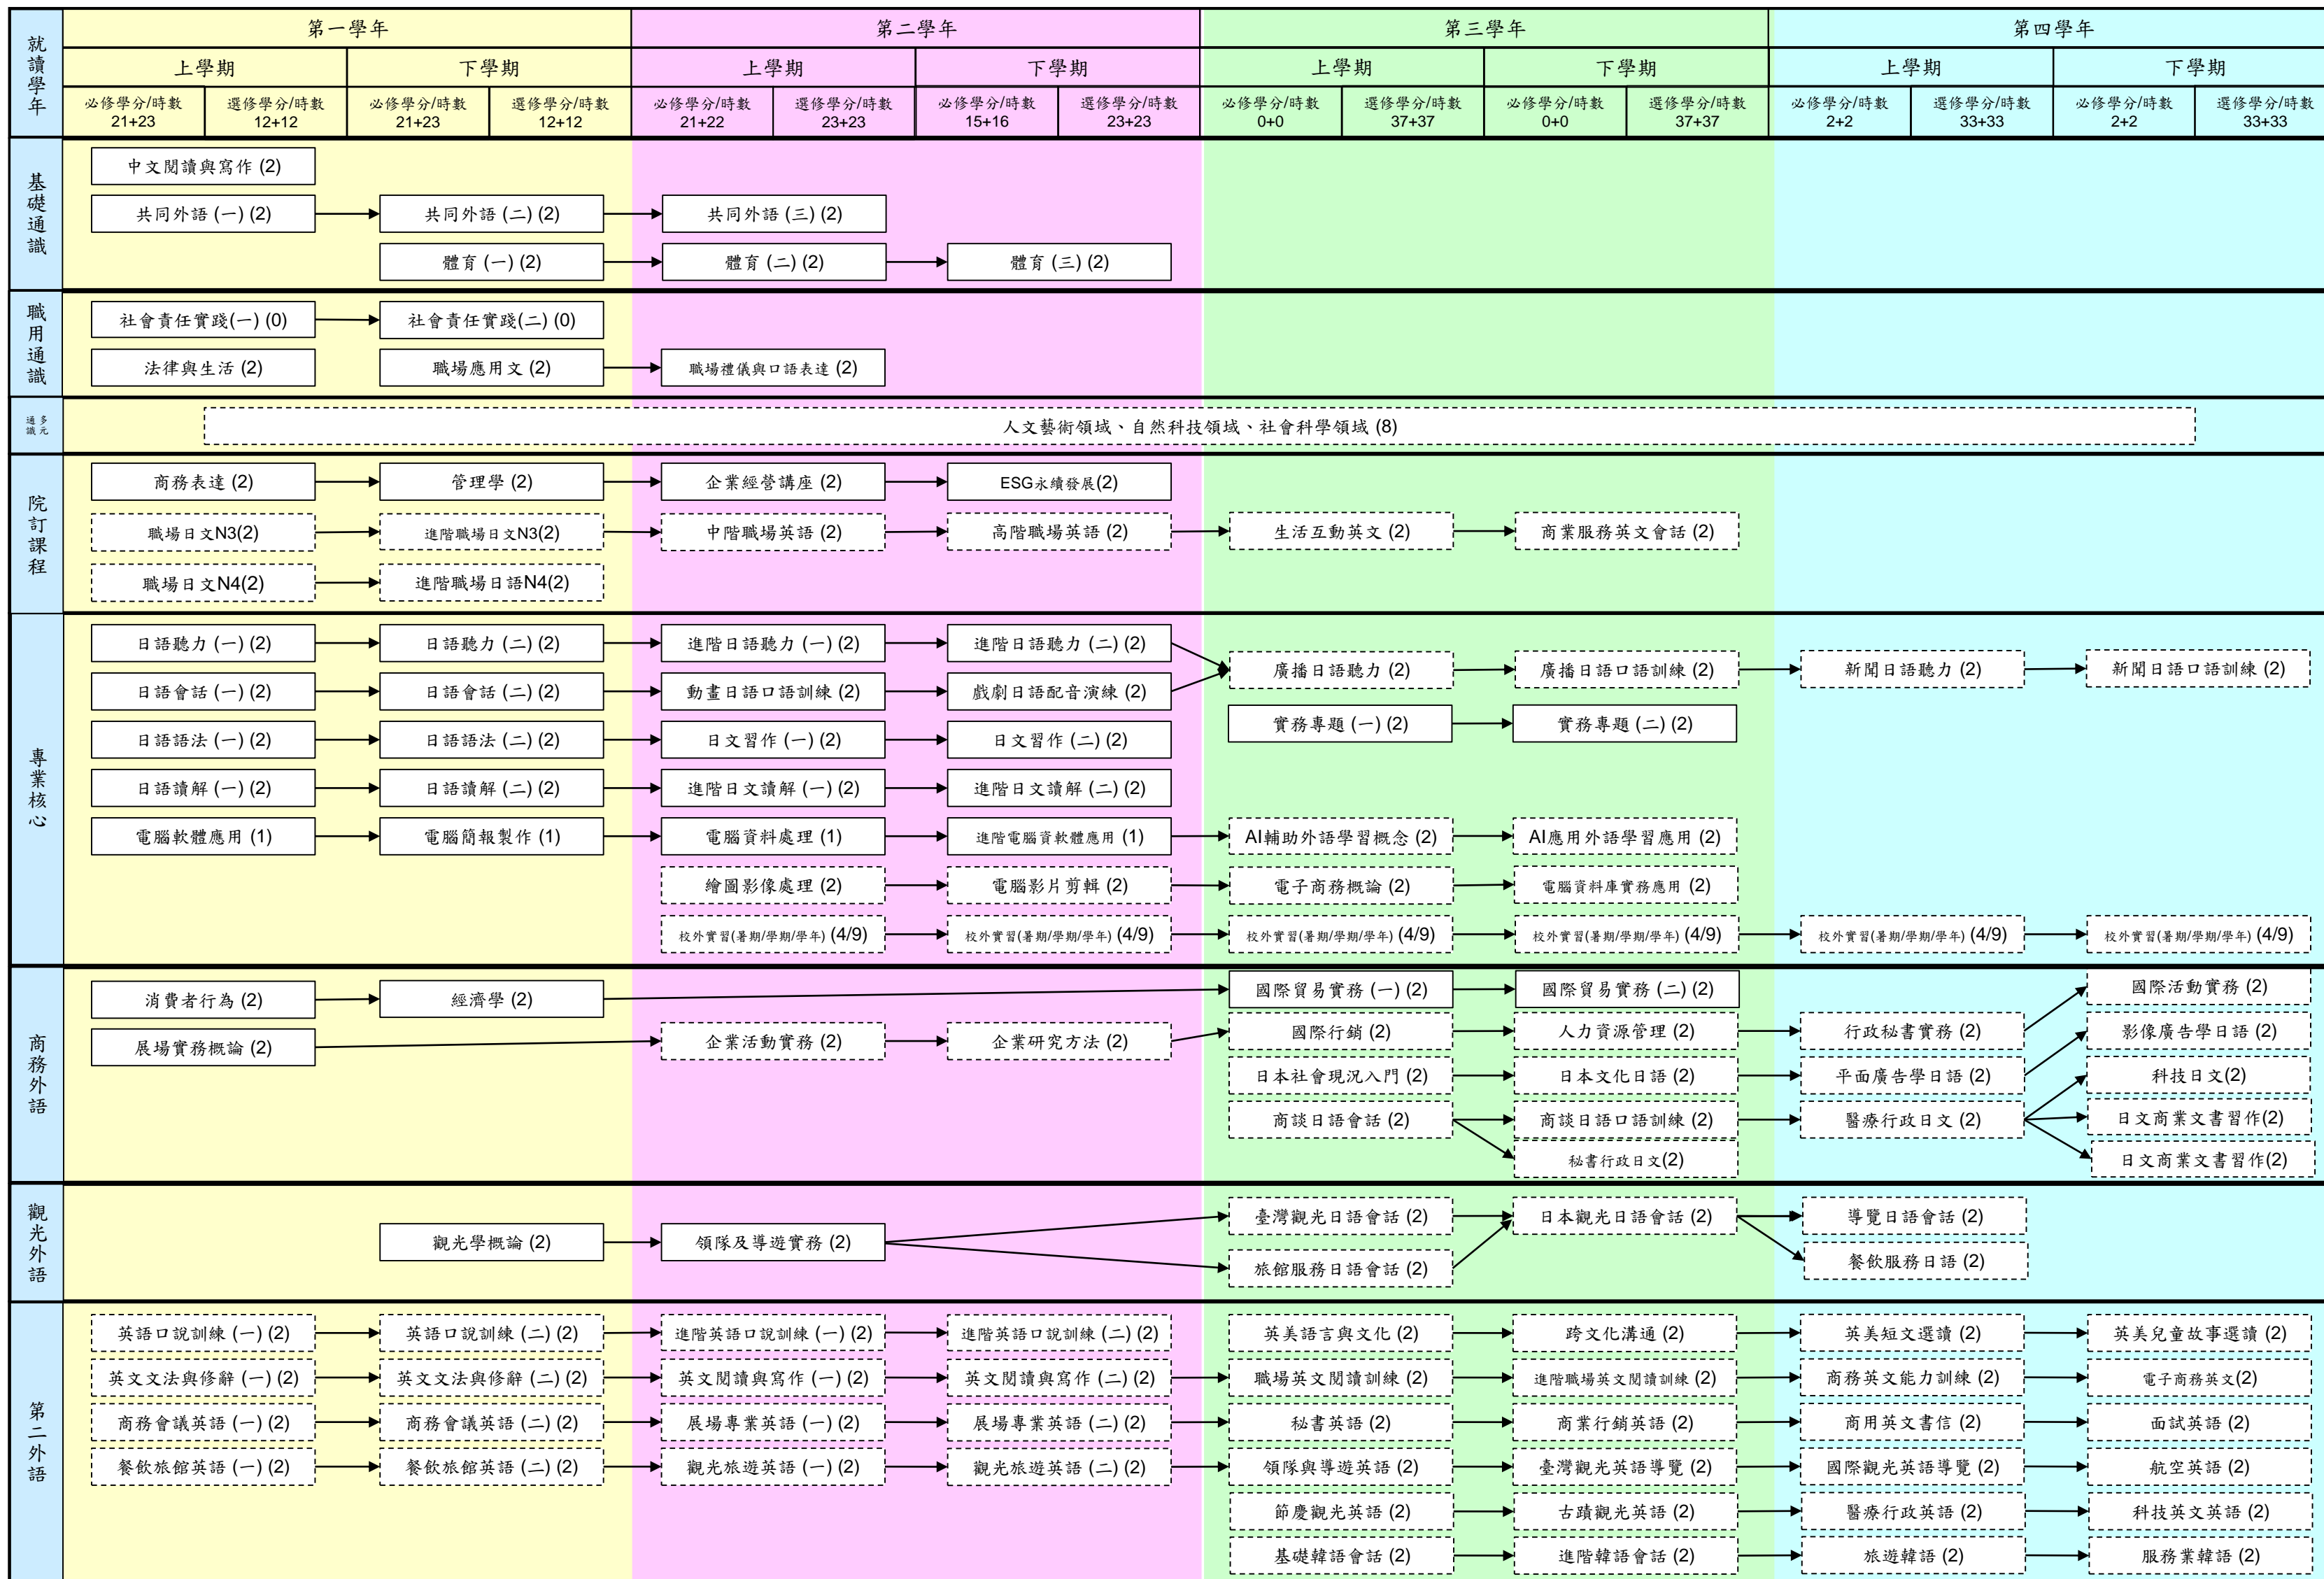 就讀學年
第一學年 第二學年 第三學年 第四學年
上學期 下學期 上學期 下學期 上學期 下學期 上學期 下學期
必修學分/時數 選修學分/時數 必修學分/時數 選修學分/時數 必修學分/時數 選修學分/時數 必修學分/時數 選修學分/時數 必修學分/時數 選修學分/時數 必修學分/時數 選修學分/時數 必修學分/時數 選修學分/時數 必修學分/時數 選修學分/時數
21+23 12+12 21+23 12+12 21+22 23+23 15+16 23+23 0+0 37+37 0+0 37+37 2+2 33+33 2+2 33+33
基礎通識
中文閱讀與寫作 (2)
共同外語 (一) (2) 共同外語 (二) (2) 共同外語 (三) (2)
體育 (一) (2) 體育 (二) (2) 體育 (三) (2)
職用通識
社會責任實踐(一) (0) 社會責任實踐(二) (0)
法律與生活 (2) 職場應用文 (2) 職場禮儀與口語表達 (2)
多元通識
人文藝術領域、自然科技領域、社會科學領域 (8)
院訂課程
商務表達 (2) 管理學 (2) 企業經營講座 (2) ESG永續發展(2)
職場日文N3(2) 進階職場日文N3(2) 中階職場英語 (2) 高階職場英語 (2) 生活互動英文 (2) 商業服務英文會話 (2)
職場日文N4(2) 進階職場日語N4(2)
專業核心
日語聽力 (一) (2) 日語聽力 (二) (2) 進階日語聽力 (一) (2) 進階日語聽力 (二) (2)
廣播日語聽力 (2) 廣播日語口語訓練 (2) 新聞日語聽力 (2) 新聞日語口語訓練 (2)
日語會話 (一) (2) 日語會話 (二) (2) 動畫日語口語訓練 (2) 戲劇日語配音演練 (2)
實務專題 (一) (2) 實務專題 (二) (2)
日語語法 (一) (2) 日語語法 (二) (2) 日文習作 (一) (2) 日文習作 (二) (2)
日語讀解 (一) (2) 日語讀解 (二) (2) 進階日文讀解 (一) (2) 進階日文讀解 (二) (2)
電腦軟體應用 (1) 電腦簡報製作 (1) 電腦資料處理 (1) 進階電腦資軟體應用 (1) AI輔助外語學習概念 (2) AI應用外語學習應用 (2)
繪圖影像處理 (2) 電腦影片剪輯 (2) 電子商務概論 (2) 電腦資料庫實務應用 (2)
校外實習(暑期/學期/學年) (4/9) 校外實習(暑期/學期/學年) (4/9) 校外實習(暑期/學期/學年) (4/9) 校外實習(暑期/學期/學年) (4/9) 校外實習(暑期/學期/學年) (4/9) 校外實習(暑期/學期/學年) (4/9)
商務外語
消費者行為 (2) 經濟學 (2) 國際貿易實務 (一) (2) 國際貿易實務 (二) (2) 國際活動實務 (2)
展場實務概論 (2) 企業活動實務 (2) 企業研究方法 (2) 國際行銷 (2) 人力資源管理 (2) 行政秘書實務 (2) 影像廣告學日語 (2)
日本社會現況入門 (2) 日本文化日語 (2) 平面廣告學日語 (2) 科技日文(2)
商談日語會話 (2) 商談日語口語訓練 (2) 醫療行政日文 (2) 日文商業文書習作(2)
秘書行政日文(2) 日文商業文書習作(2)
觀光外語
臺灣觀光日語會話 (2) 日本觀光日語會話 (2) 導覽日語會話 (2)
觀光學概論 (2) 領隊及導遊實務 (2)
旅館服務日語會話 (2) 餐飲服務日語 (2)
第二外語
英語口說訓練 (一) (2) 英語口說訓練 (二) (2) 進階英語口說訓練 (一) (2) 進階英語口說訓練 (二) (2) 英美語言與文化 (2) 跨文化溝通 (2) 英美短文選讀 (2) 英美兒童故事選讀 (2)
英文文法與修辭 (一) (2) 英文文法與修辭 (二) (2) 英文閱讀與寫作 (一) (2) 英文閱讀與寫作 (二) (2) 職場英文閱讀訓練 (2) 進階職場英文閱讀訓練 (2) 商務英文能力訓練 (2) 電子商務英文(2)
商務會議英語 (一) (2) 商務會議英語 (二) (2) 展場專業英語 (一) (2) 展場專業英語 (二) (2) 秘書英語 (2) 商業行銷英語 (2) 商用英文書信 (2) 面試英語 (2)
餐飲旅館英語 (一) (2) 餐飲旅館英語 (二) (2) 觀光旅遊英語 (一) (2) 觀光旅遊英語 (二) (2) 領隊與導遊英語 (2) 臺灣觀光英語導覽 (2) 國際觀光英語導覽 (2) 航空英語 (2)
節慶觀光英語 (2) 古蹟觀光英語 (2) 醫療行政英語 (2) 科技英文英語 (2)
基礎韓語會話 (2) 進階韓語會話 (2) 旅遊韓語 (2) 服務業韓語 (2)